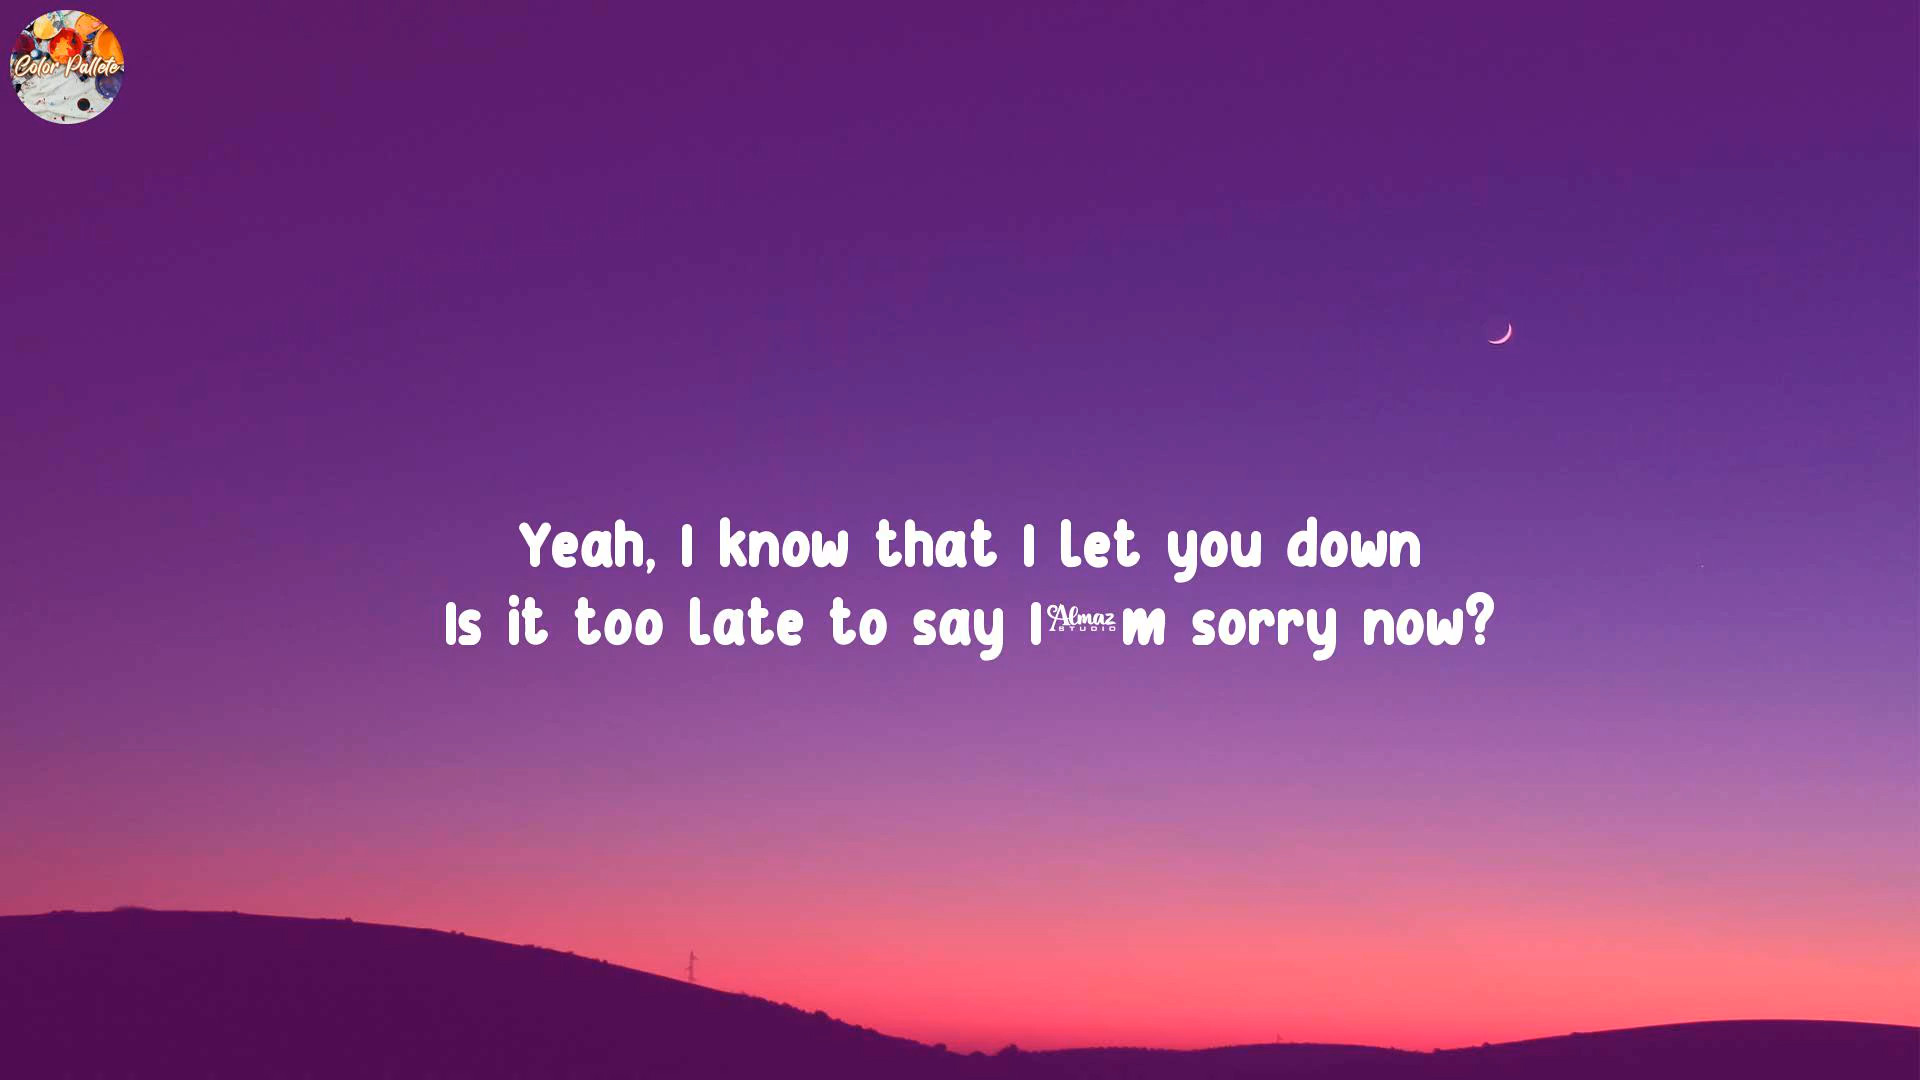 Color Pallete
Yeah, I know that I let you down
Is it too late to say I Almaz STUDIO m sorry now?